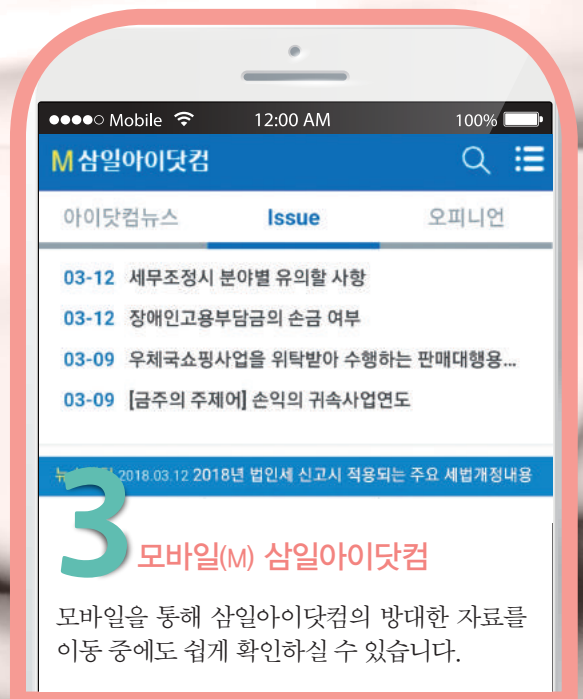 Mobile 12:00 AM 100%
M 삼일아이닷컴
아이닷컴뉴스 Issue 오피니언
03-12 세무조정시 분야별 유의할 사항
03-12 장애인고용부담금의 손금 여부
03-09 우체국쇼핑사업을 위탁받아 수행하는 판매대행용...
03-09 [금주의 주제어] 손익의 귀속사업연도
2018.03.12 2018년 법인세 신고시 적용되는 주요 세법개정내용
3 모바일(M) 삼일아이닷컴
모바일을 통해 삼일아이닷컴의 방대한 자료를
이동 중에도 쉽게 확인하실 수 있습니다.